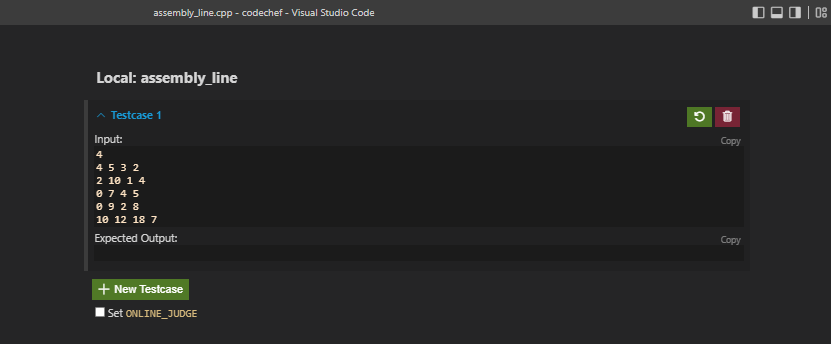 assembly_line.cpp - codechef - Visual Studio Code
Local: assembly_line
Testcase 1
Input:
Copy
4
4 5 3 2
2 10 1 4
0 7 4 5
0 9 2 8
10 12 18 7
Expected Output:
Copy
New Testcase
Set ONLINE_JUDGE